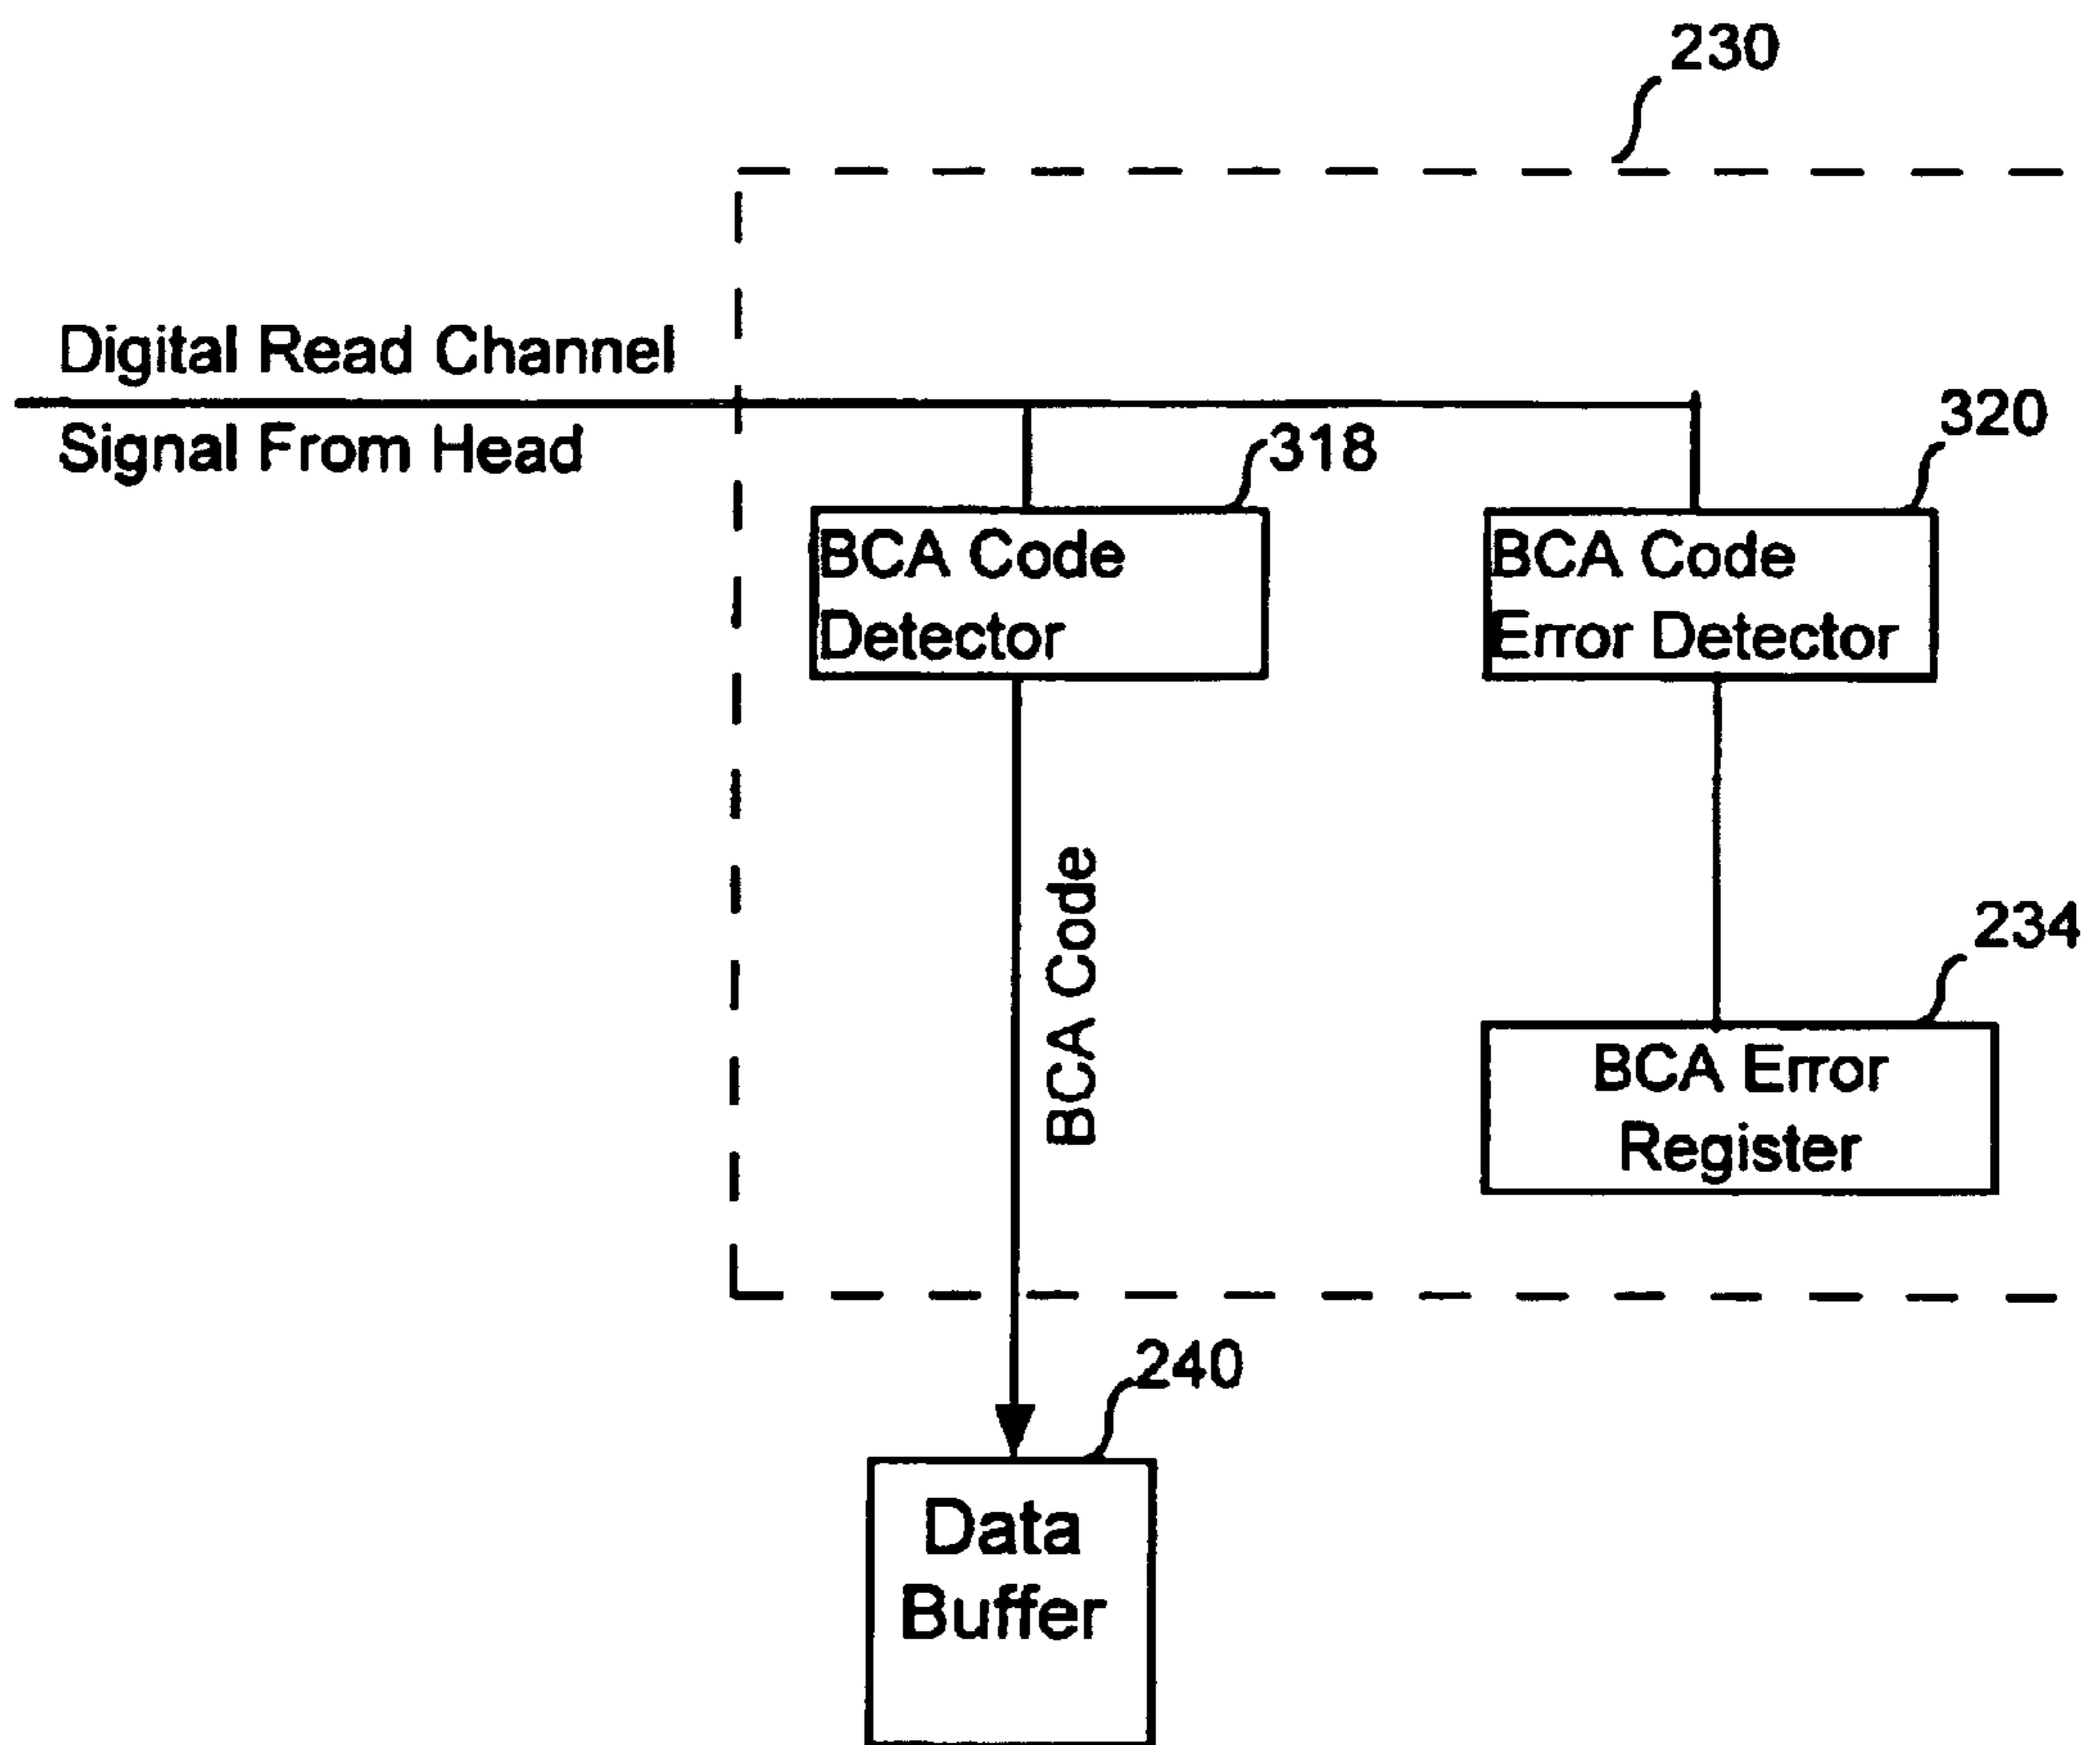 230
Digital Read Channel
Signal From Head
318
320
BCA Code
Detector
BCA Code
Error Detector
BCA Code
234
BCA Error
Register
240
Data
Buffer